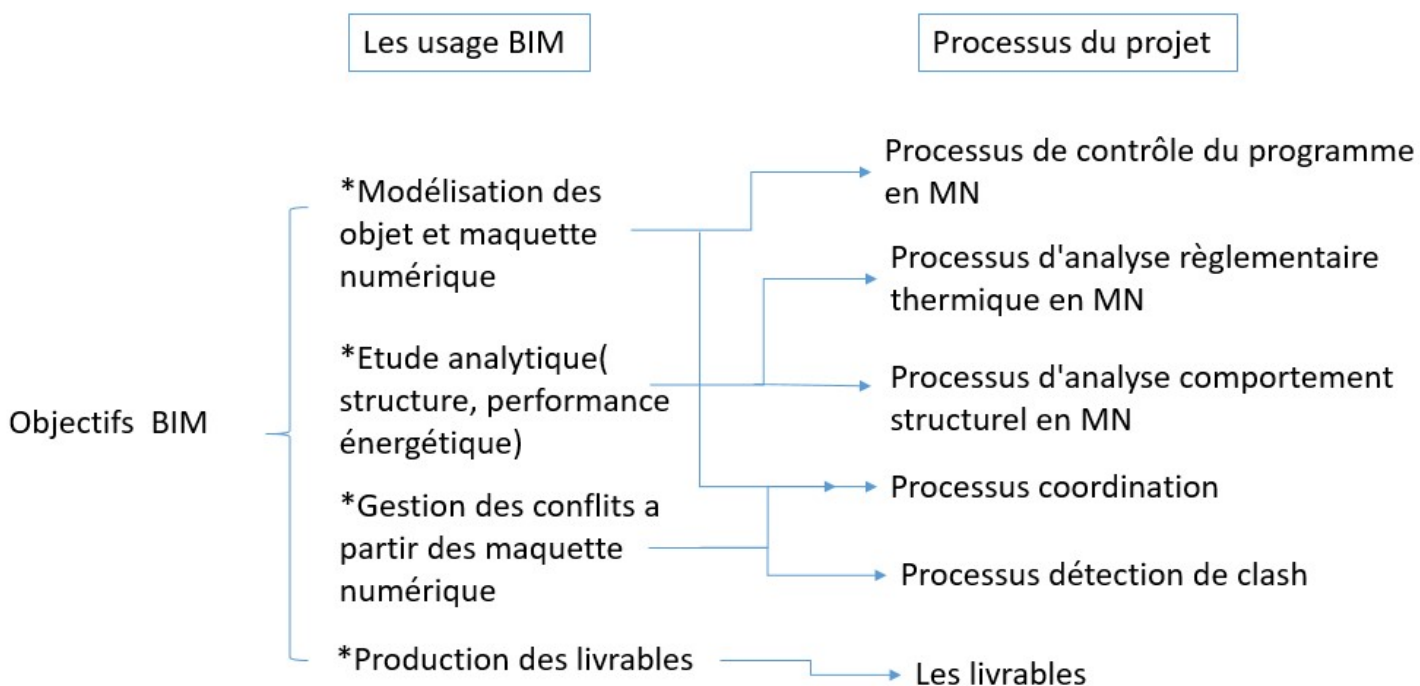 Les usage BIM
Processus du projet
Objectifs BIM
*Modélisation des
objet et maquette
numérique
*Etude analytique(
structure, performance
énergétique)
*Gestion des conflits a
partir des maquette
numérique
*Production des livrables
Processus de contrôle du programme
en MN
Processus d'analyse règlementaire
thermique en MN
Processus d'analyse comportement
structurel en MN
Processus coordination
Processus détection de clash
Les livrables